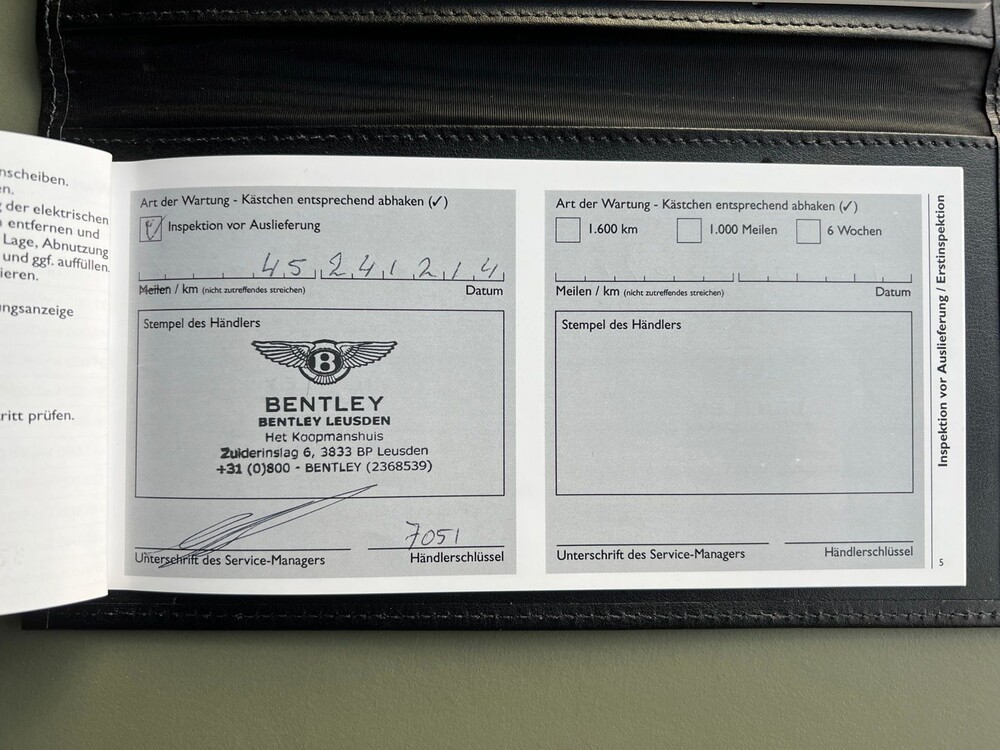 nscheiben.
en.
g der elektrischen
n entfernen und
Lage, Abnutzung
und ggf. auffüllen.
ieren.
ngsanzeige
ritt prüfen.
Art der Wartung - Kästchen entsprechend abhaken (✓)
Inspektion vor Auslieferung
45 241214
Meilen / km (nicht zutreffendes streichen) Datum
Stempel des Händlers
B
BENTLEY
BENTLEY LEUSDEN
Het Koopmanshuis
Zuiderinslag 6, 3833 BP Leusden
+31 (0)800 - BENTLEY (2368539)
7051
Unterschrift des Service-Managers Händlerschlüssel
Art der Wartung - Kästchen entsprechend abhaken (✓)
1.600 km 1.000 Meilen 6 Wochen
Meilen / km (nicht zutreffendes streichen) Datum
Stempel des Händlers
Unterschrift des Service-Managers Händlerschlüssel
Inspektion vor Auslieferung / Erstinspektion
5